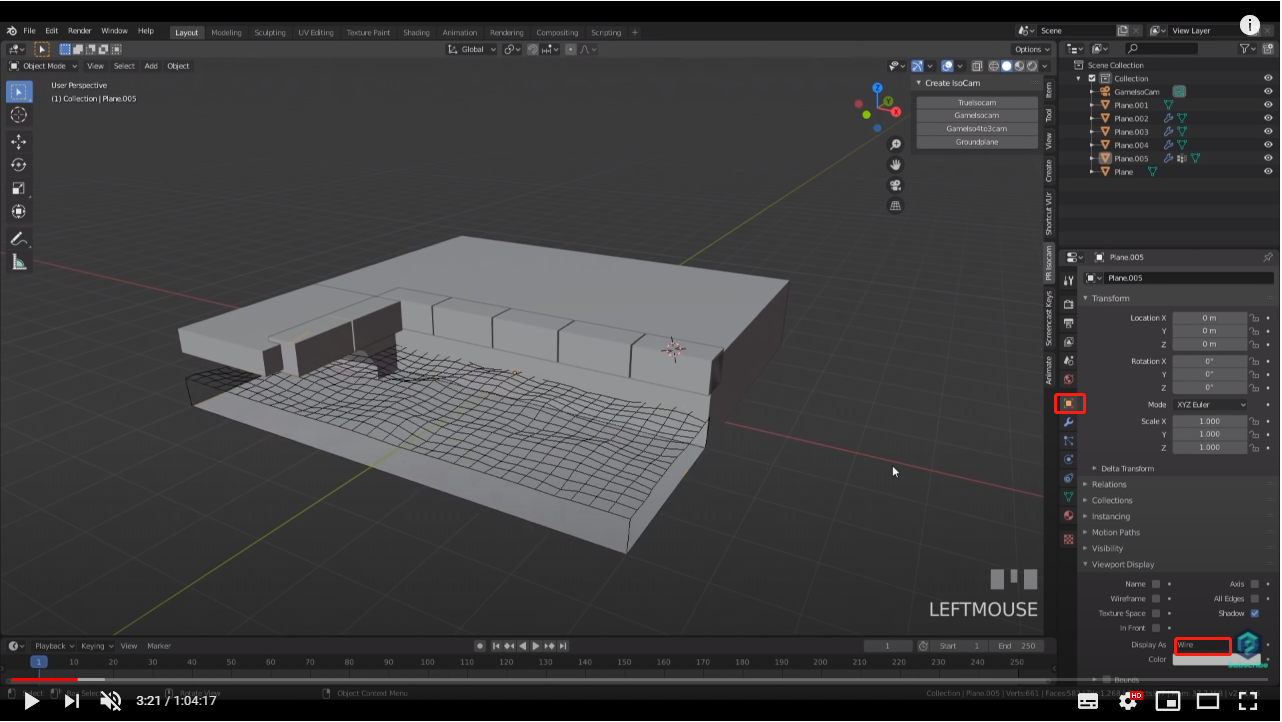 File Edit Render Window Help Layout Modeling Sculpting UV Editing Texture Paint Shading Animation Rendering Compositing Scripting + Scene View Layer
Global Options
Object Mode View Select Add Object
User Perspective
(1) Collection | Plane.005
Create IsoCam
TrueIsocam
GameIsocam
GameIso4to3cam
Groundplane
Z
Y
X
Item
Tool
View
Create
Shortcut VUr
PR Isocam
Screencast Keys
Animate
Scene Collection
Collection
GameIsoCam
Plane.001
Plane.002
Plane.003
Plane.004
Plane.005
Plane
Plane.005
Plane.005
Transform
Location X 0 m
Y 0 m
Z 0 m
Rotation X 0°
Y 0°
Z 0°
Mode XYZ Euler
Scale X 1.000
Y 1.000
Z 1.000
Delta Transform
Relations
Collections
Instancing
Motion Paths
Visibility
Viewport Display
Name Axis
Wireframe All Edges
Texture Space Shadow
In Front
Display As Wire
Color
Bounds
SUBSCRIBE
LEFTMOUSE
Playback Keying View Marker 1 Start 1 End 250
1 10 20 30 40 50 60 70 80 90 100 110 120 130 140 150 160 170 180 190 200 210 220 230 240 250
Select Box Select Rotate View Object Context Menu Collection | Plane.005 | Verts:661
3:21 / 1:04:17 HD